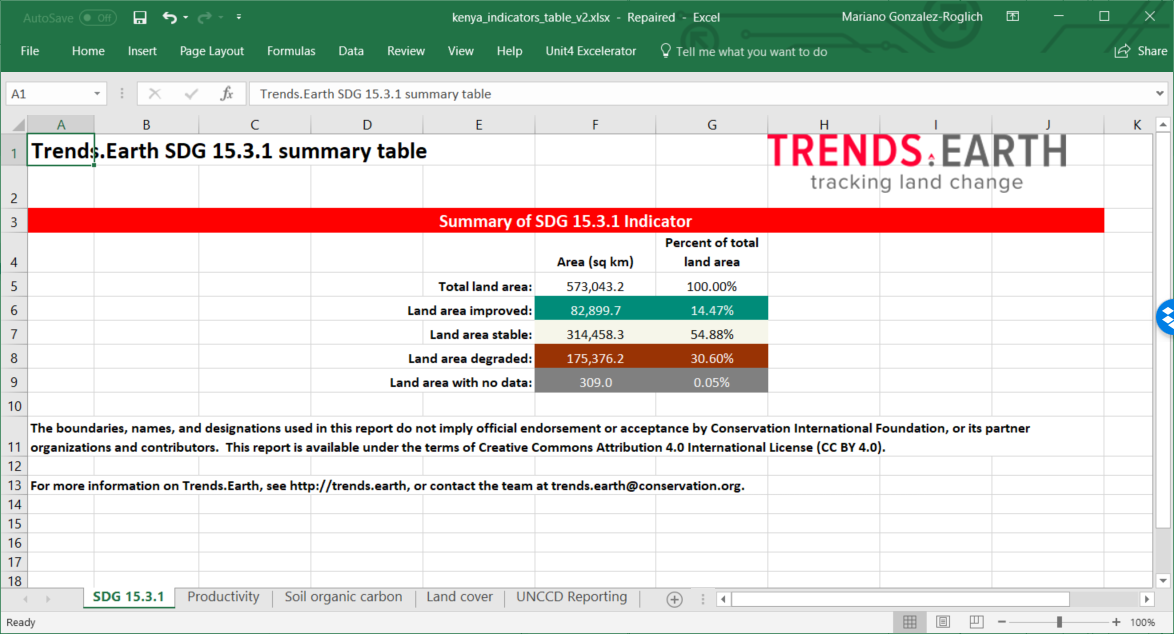 AutoSave Off kenya_indicators_table_v2.xlsx - Repaired - Excel Mariano Gonzalez-Roglich
File Home Insert Page Layout Formulas Data Review View Help Unit4 Excelerator Tell me what you want to do Share
A1 fx Trends.Earth SDG 15.3.1 summary table
A B C D E F G H I J K
1 Trends.Earth SDG 15.3.1 summary table TRENDS.EARTH
tracking land change
2
3 Summary of SDG 15.3.1 Indicator
Percent of total
4 Area (sq km) land area
5 Total land area: 573,043.2 100.00%
6 Land area improved: 82,899.7 14.47%
7 Land area stable: 314,458.3 54.88%
8 Land area degraded: 175,376.2 30.60%
9 Land area with no data: 309.0 0.05%
10
The boundaries, names, and designations used in this report do not imply official endorsement or acceptance by Conservation International Foundation, or its partner
11 organizations and contributors. This report is available under the terms of Creative Commons Attribution 4.0 International License (CC BY 4.0).
12
13 For more information on Trends.Earth, see http://trends.earth, or contact the team at trends.earth@conservation.org.
14
15
16
17
18
SDG 15.3.1 Productivity Soil organic carbon Land cover UNCCD Reporting
Ready 100%